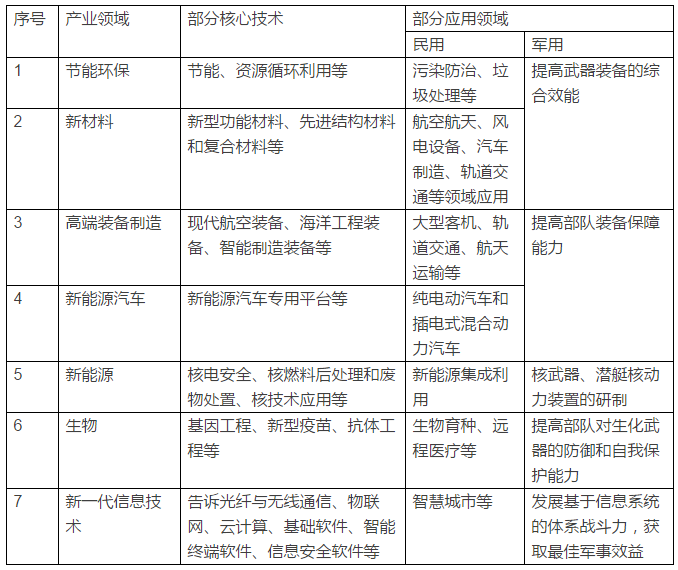 序号 产业领域 部分核心技术 部分应用领域
民用 军用
1 节能环保 节能、资源循环利用等 污染防治、垃 提高武器装备的综
圾处理等 合效能
2 新材料 新型功能材料、先进结构材料 航空航天、风
和复合材料等 电设备、汽车
制造、轨道交
通等领域应用
3 高端装备制造 现代航空装备、海洋工程装 大型客机、轨 提高部队装备保障
备、智能制造装备等 道交通、航天 能力
运输等
4 新能源汽车 新能源汽车专用平台等 纯电动汽车和
插电式混合动
力汽车
5 新能源 核电安全、核燃料后处理和废 新能源集成利 核武器、潜艇核动
物处置、核技术应用等 用 力装置的研制
6 生物 基因工程、新型疫苗、抗体工 生物育种、远 提高部队对生化武
程等 程医疗等 器的防御和自我保
护能力
7 新一代信息技 告诉光纤与无线通信、物联 智慧城市等 发展基于信息系统
术 网、云计算、基础软件、智能 的体系战斗力，获
终端软件、信息安全软件等 取最佳军事效益